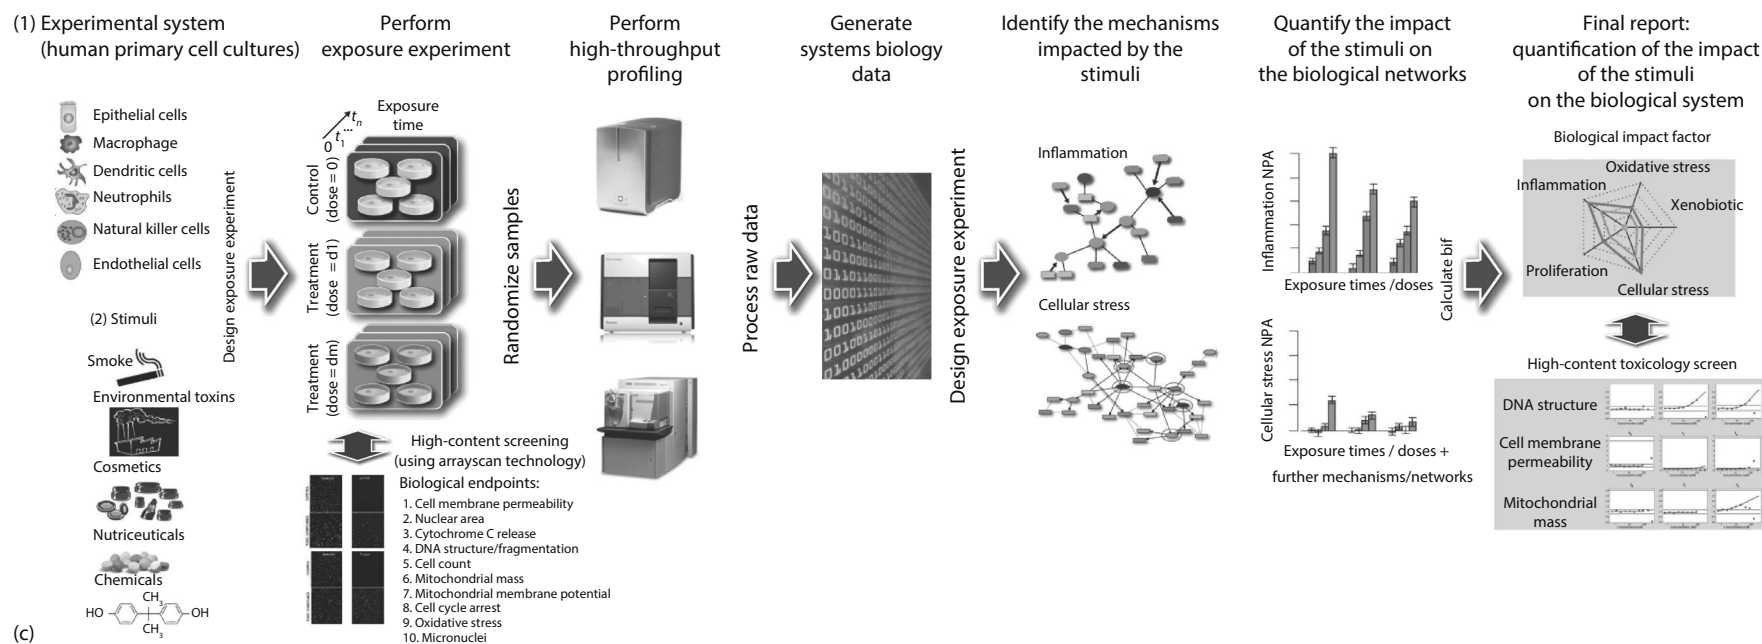 (1) Experimental system
(human primary cell cultures)
Epithelial cells
Macrophage
Dendritic cells
Neutrophils
Natural killer cells
Endothelial cells
(2) Stimuli
Smoke
Environmental toxins
Cosmetics
Nutriceuticals
Chemicals
HO
CH3
CH3
OH
(c)
Design exposure experiment
Perform
exposure experiment
Exposure
time
0 t1 ... tn
Control
(dose = 0)
Treatment
(dose = d1)
Treatment
(dose = dm)
High-content screening
(using arrayscan technology)
Biological endpoints:
1. Cell membrane permeability
2. Nuclear area
3. Cytochrome C release
4. DNA structure/fragmentation
5. Cell count
6. Mitochondrial mass
7. Mitochondrial membrane potential
8. Cell cycle arrest
9. Oxidative stress
10. Micronuclei
Randomize samples
Perform
high-throughput
profiling
Process raw data
Generate
systems biology
data
Design exposure experiment
Identify the mechanisms
impacted by the
stimuli
Inflammation
Cellular stress
Quantify the impact
of the stimuli on
the biological networks
Inflammation NPA
Exposure times /doses
Cellular stress NPA
Exposure times / doses +
further mechanisms/networks
Calculate bif
Final report:
quantification of the impact
of the stimuli
on the biological system
Biological impact factor
Oxidative stress
Inflammation
Xenobiotic
Proliferation
Cellular stress
High-content toxicology screen
DNA structure
Cell membrane
permeability
Mitochondrial
mass